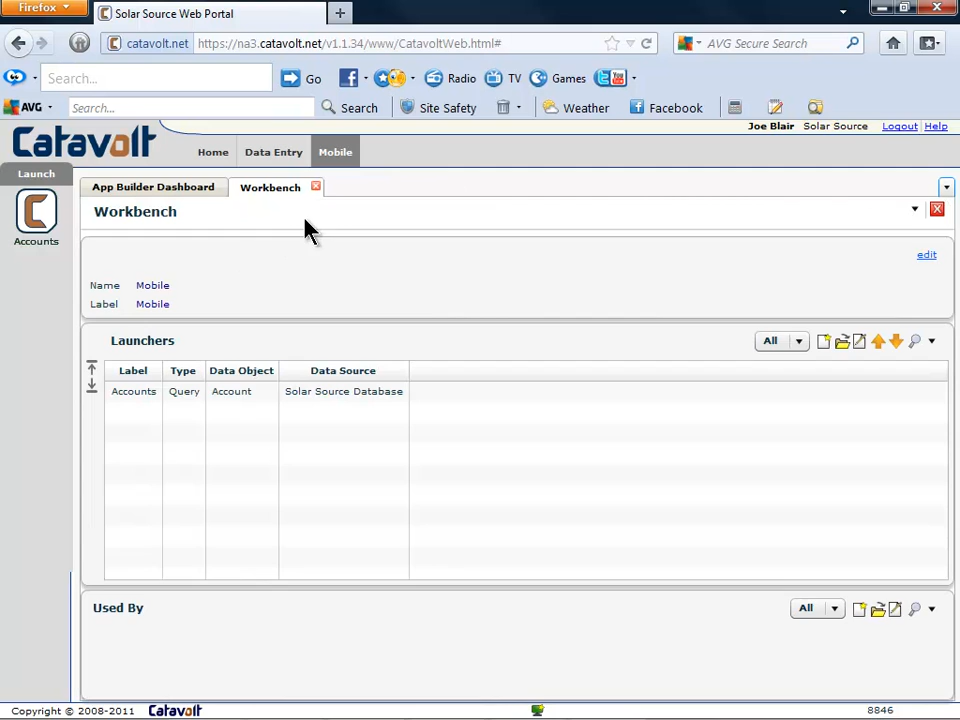 Firefox
Solar Source Web Portal
catavolt.net
https://na3.catavolt.net/v1.1.34/www/CatavoltWeb.html#
AVG Secure Search
Search...
Go
Radio
TV
Games
AVG
Search...
Search
Site Safety
Weather
Facebook
Joe Blair
Solar Source
Logout
Help
Catavolt
Home
Data Entry
Mobile
Launch
Accounts
App Builder Dashboard
Workbench
Workbench
edit
Name Mobile
Label Mobile
Launchers
All
Label Type Data Object Data Source
Accounts Query Account Solar Source Database
Used By
All
Copyright © 2008-2011 Catavolt
8846